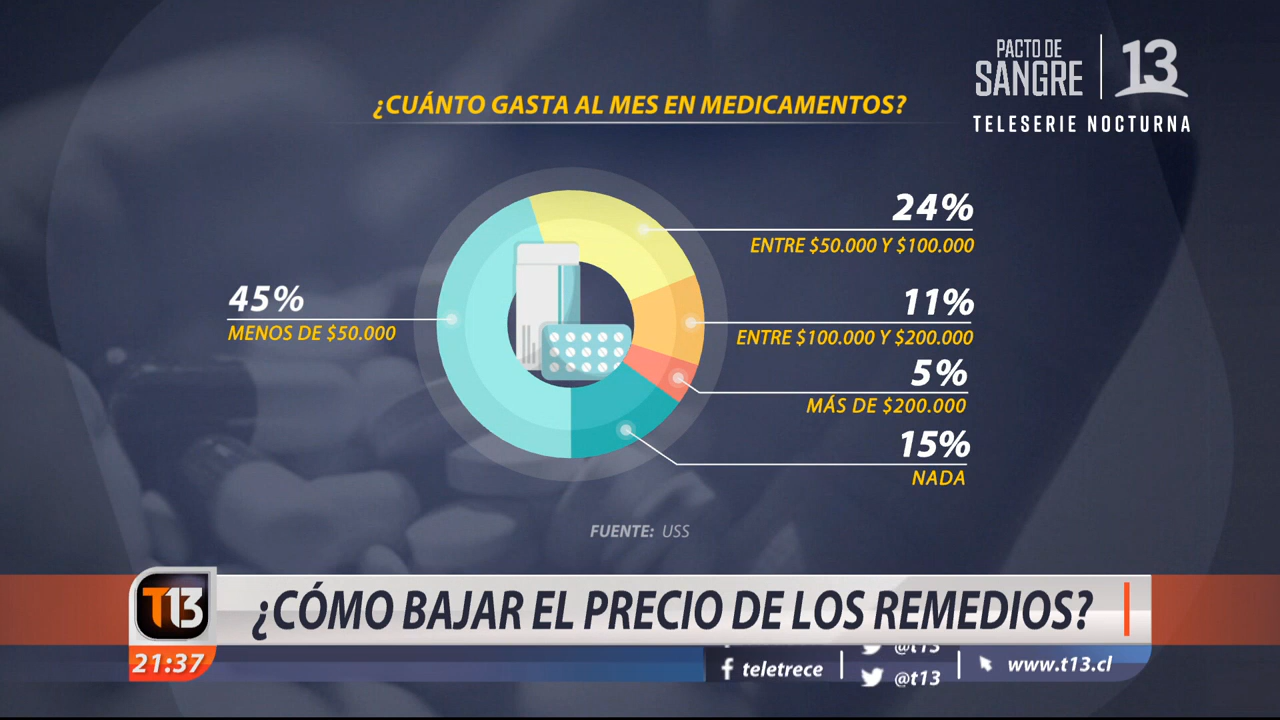 PACTO DE
SANGRE
13
TELESERIE NOCTURNA
¿CUÁNTO GASTA AL MES EN MEDICAMENTOS?
24%
ENTRE $50.000 Y $100.000
45%
MENOS DE $50.000
11%
ENTRE $100.000 Y $200.000
5%
MÁS DE $200.000
15%
NADA
FUENTE: USS
T13
¿CÓMO BAJAR EL PRECIO DE LOS REMEDIOS?
21:37
teletrece
@t13
@t13
www.t13.cl